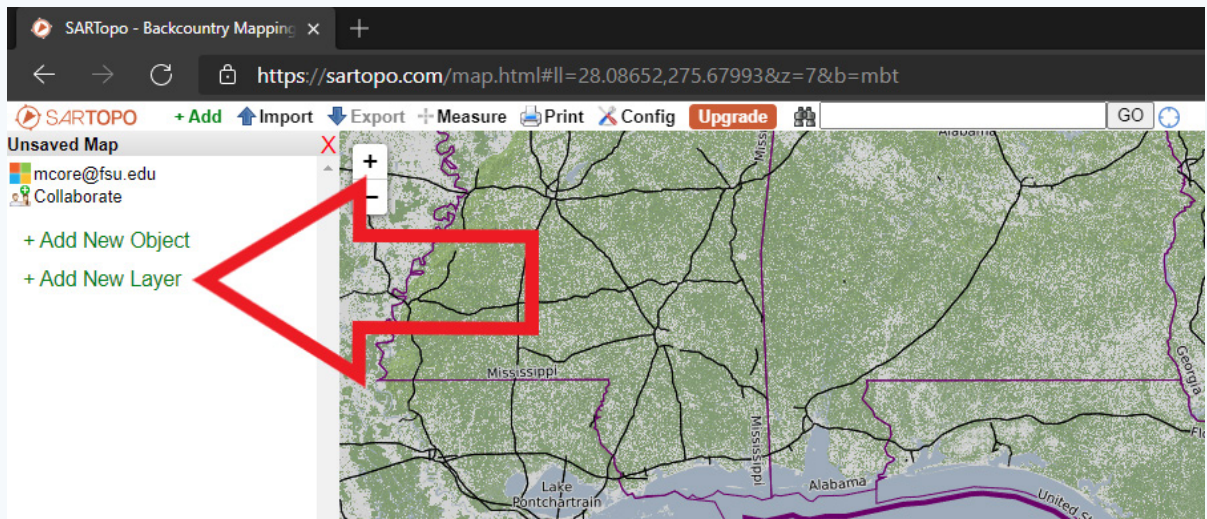 SARTopo - Backcountry Mapping
https://sartopo.com/map.html#ll=28.08652,275.67993&z=7&b=mbt
SARTOPO + Add Import Export Measure Print Config Upgrade GO
Unsaved Map X
mcore@fsu.edu
Collaborate
+ Add New Object
+ Add New Layer
+
−
Alabama
Miss
Georgia
Mississippi
Mississippi
Flo
Alabama
Lake
Pontchartrain
United S